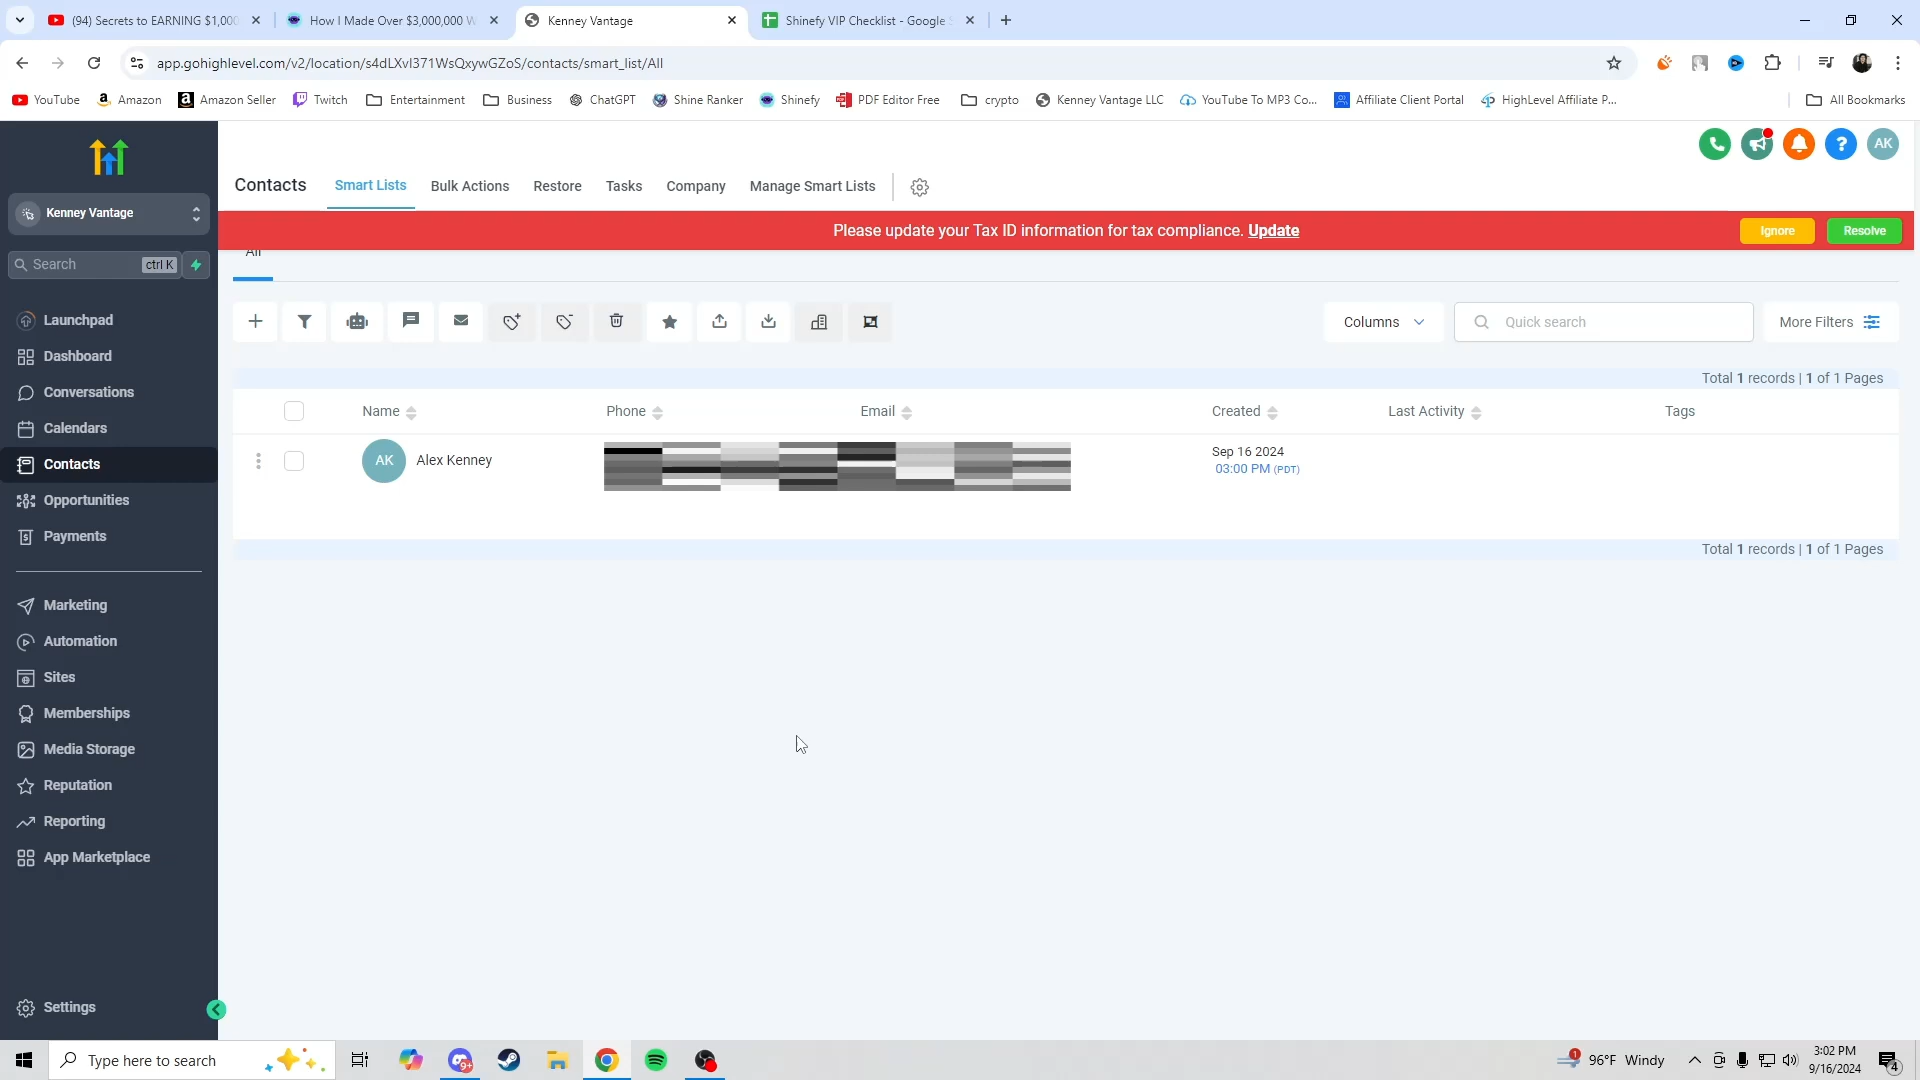 (94) Secrets to EARNING $1,000
How I Made Over $3,000,000 W
Kenney Vantage
Shinefy VIP Checklist - Google S
app.gohighlevel.com/v2/location/s4dLXvI371WsQxywGZoS/contacts/smart_list/All
YouTube
Amazon
Amazon Seller
Twitch
Entertainment
Business
ChatGPT
Shine Ranker
Shinefy
PDF Editor Free
crypto
Kenney Vantage LLC
YouTube To MP3 Co...
Affiliate Client Portal
HighLevel Affiliate P...
All Bookmarks
AK
Contacts
Smart Lists
Bulk Actions
Restore
Tasks
Company
Manage Smart Lists
Kenney Vantage
Please update your Tax ID information for tax compliance. Update
Ignore
Resolve
All
Search
ctrl K
Launchpad
Dashboard
Conversations
Calendars
Contacts
Opportunities
Payments
Marketing
Automation
Sites
Memberships
Media Storage
Reputation
Reporting
App Marketplace
Settings
Columns
Quick search
More Filters
Total 1 records | 1 of 1 Pages
Name
Phone
Email
Created
Last Activity
Tags
AK
Alex Kenney
Sep 16 2024
03:00 PM (PDT)
Total 1 records | 1 of 1 Pages
Type here to search
9+
1
96°F Windy
3:02 PM
9/16/2024
4